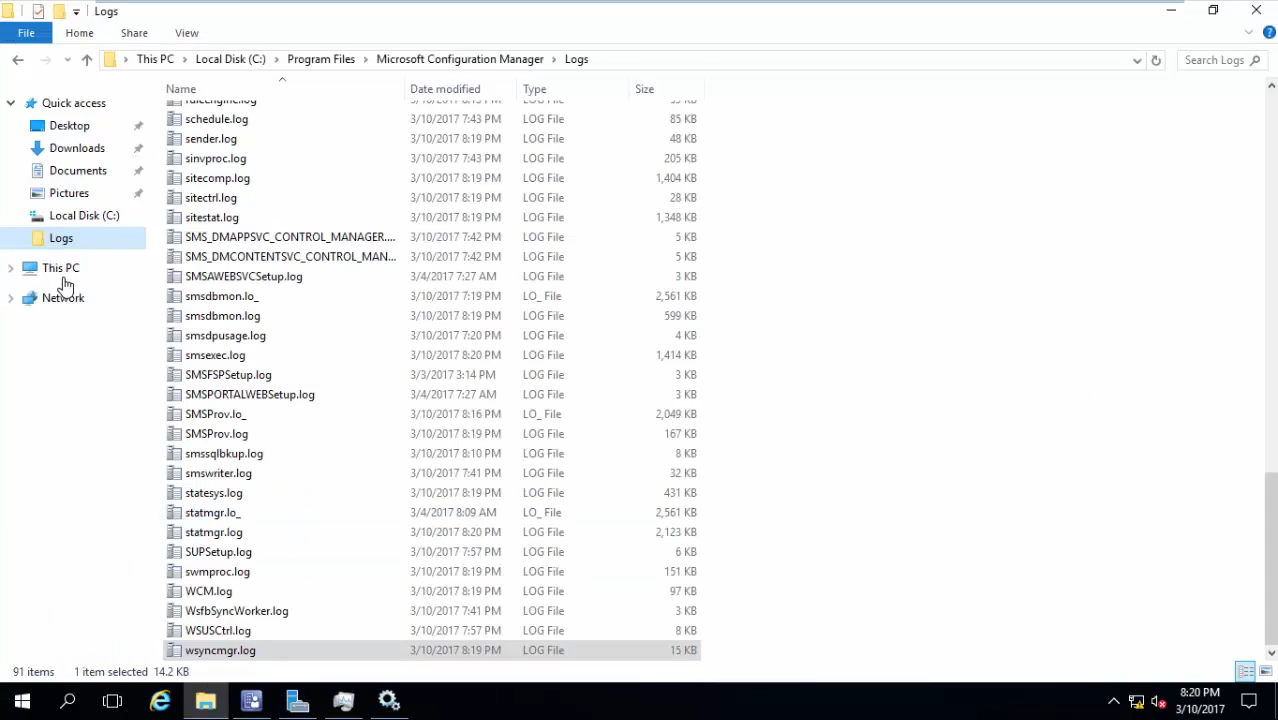 Logs
File Home Share View
This PC Local Disk (C:) Program Files Microsoft Configuration Manager Logs Search Logs
Name Date modified Type Size
Quick access
Desktop
Downloads
Documents
Pictures
Local Disk (C:)
Logs
This PC
Network
schedule.log 3/10/2017 7:43 PM LOG File 85 KB
sender.log 3/10/2017 8:19 PM LOG File 48 KB
sinvproc.log 3/10/2017 7:43 PM LOG File 205 KB
sitecomp.log 3/10/2017 8:19 PM LOG File 1,404 KB
sitectrl.log 3/10/2017 8:19 PM LOG File 28 KB
sitestat.log 3/10/2017 8:19 PM LOG File 1,348 KB
SMS_DMAPPSVC_CONTROL_MANAGER.... 3/10/2017 7:42 PM LOG File 5 KB
SMS_DMCONTENTSVC_CONTROL_MAN... 3/10/2017 7:42 PM LOG File 5 KB
SMSAWEBSVCSetup.log 3/4/2017 7:27 AM LOG File 3 KB
smsdbmon.lo_ 3/10/2017 7:19 PM LO_ File 2,561 KB
smsdbmon.log 3/10/2017 8:19 PM LOG File 599 KB
smsdpusage.log 3/10/2017 7:20 PM LOG File 4 KB
smsexec.log 3/10/2017 8:20 PM LOG File 1,414 KB
SMSFSPSetup.log 3/3/2017 3:14 PM LOG File 3 KB
SMSPORTALWEBSetup.log 3/4/2017 7:27 AM LOG File 3 KB
SMSProv.lo_ 3/10/2017 8:16 PM LO_ File 2,049 KB
SMSProv.log 3/10/2017 8:19 PM LOG File 167 KB
smssqlbkup.log 3/10/2017 8:10 PM LOG File 8 KB
smswriter.log 3/10/2017 7:41 PM LOG File 32 KB
statesys.log 3/10/2017 8:19 PM LOG File 431 KB
statmgr.lo_ 3/4/2017 8:09 AM LO_ File 2,561 KB
statmgr.log 3/10/2017 8:20 PM LOG File 2,123 KB
SUPSetup.log 3/10/2017 7:57 PM LOG File 6 KB
swmproc.log 3/10/2017 8:19 PM LOG File 151 KB
WCM.log 3/10/2017 8:19 PM LOG File 97 KB
WsfbSyncWorker.log 3/10/2017 7:41 PM LOG File 3 KB
WSUSCtrl.log 3/10/2017 7:57 PM LOG File 8 KB
wsyncmgr.log 3/10/2017 8:19 PM LOG File 15 KB
91 items 1 item selected 14.2 KB
8:20 PM
3/10/2017